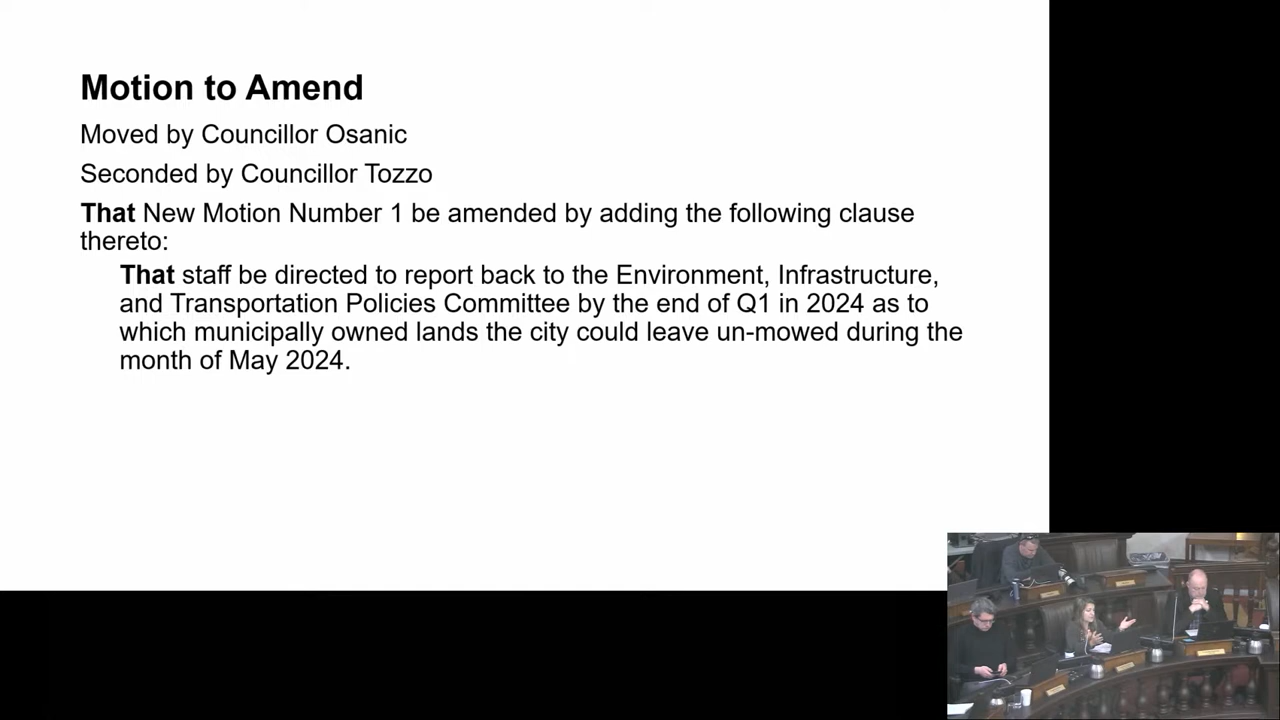 Motion to Amend
Moved by Councillor Osanic
Seconded by Councillor Tozzo
That New Motion Number 1 be amended by adding the following clause
thereto:
That staff be directed to report back to the Environment, Infrastructure,
and Transportation Policies Committee by the end of Q1 in 2024 as to
which municipally owned lands the city could leave un-mowed during the
month of May 2024.